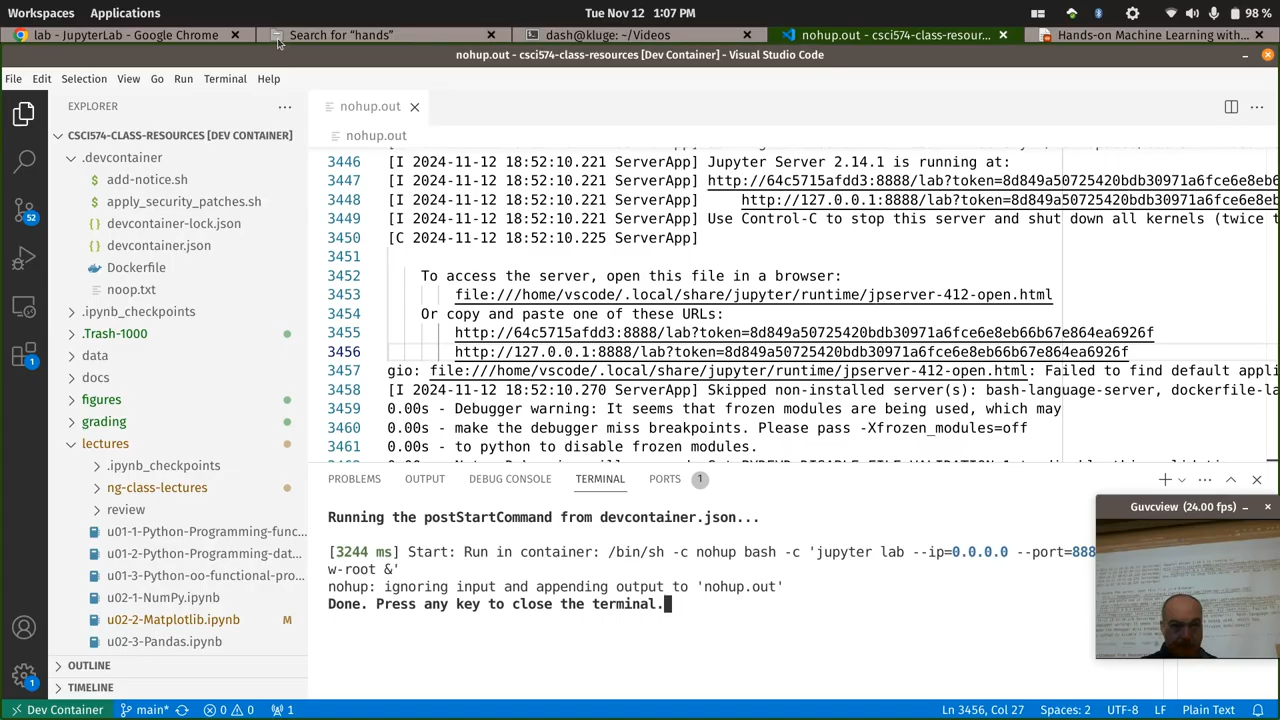 Workspaces Applications Tue Nov 12 1:07 PM 98 %
lab - JupyterLab - Google Chrome × Search for “hands” × dash@kluge: ~/Videos × nohup.out - csci574-class-resour... × Hands-on Machine Learning with... ×
nohup.out - csci574-class-resources [Dev Container] - Visual Studio Code
File Edit Selection View Go Run Terminal Help
EXPLORER
CSCI574-CLASS-RESOURCES [DEV CONTAINER]
.devcontainer
add-notice.sh
apply_security_patches.sh
devcontainer-lock.json
devcontainer.json
Dockerfile
noop.txt
.ipynb_checkpoints
.Trash-1000
data
docs
figures
grading
lectures
.ipynb_checkpoints
ng-class-lectures
review
u01-1-Python-Programming-func...
u01-2-Python-Programming-dat...
u01-3-Python-oo-functional-pro...
u02-1-NumPy.ipynb
u02-2-Matplotlib.ipynb M
u02-3-Pandas.ipynb
OUTLINE
TIMELINE
52
1
1
nohup.out
nohup.out
3446 [I 2024-11-12 18:52:10.221 ServerApp] Jupyter Server 2.14.1 is running at:
3447 [I 2024-11-12 18:52:10.221 ServerApp] http://64c5715afdd3:8888/lab?token=8d849a50725420bdb30971a6fce6e8eb6
3448 [I 2024-11-12 18:52:10.221 ServerApp] http://127.0.0.1:8888/lab?token=8d849a50725420bdb30971a6fce6e8eb
3449 [I 2024-11-12 18:52:10.221 ServerApp] Use Control-C to stop this server and shut down all kernels (twice t
3450 [C 2024-11-12 18:52:10.225 ServerApp]
3451
3452 To access the server, open this file in a browser:
3453 file:///home/vscode/.local/share/jupyter/runtime/jpserver-412-open.html
3454 Or copy and paste one of these URLs:
3455 http://64c5715afdd3:8888/lab?token=8d849a50725420bdb30971a6fce6e8eb66b67e864ea6926f
3456 http://127.0.0.1:8888/lab?token=8d849a50725420bdb30971a6fce6e8eb66b67e864ea6926f
3457 gio: file:///home/vscode/.local/share/jupyter/runtime/jpserver-412-open.html: Failed to find default appli
3458 [I 2024-11-12 18:52:10.270 ServerApp] Skipped non-installed server(s): bash-language-server, dockerfile-la
3459 0.00s - Debugger warning: It seems that frozen modules are being used, which may
3460 0.00s - make the debugger miss breakpoints. Please pass -Xfrozen_modules=off
3461 0.00s - to python to disable frozen modules.
PROBLEMS OUTPUT DEBUG CONSOLE TERMINAL PORTS 1
Running the postStartCommand from devcontainer.json...
[3244 ms] Start: Run in container: /bin/sh -c nohup bash -c 'jupyter lab --ip=0.0.0.0 --port=888
w-root &'
nohup: ignoring input and appending output to 'nohup.out'
Done. Press any key to close the terminal.
Guvcview (24.00 fps)
Dev Container main* 0 0 1 Ln 3456, Col 27 Spaces: 2 UTF-8 LF Plain Text